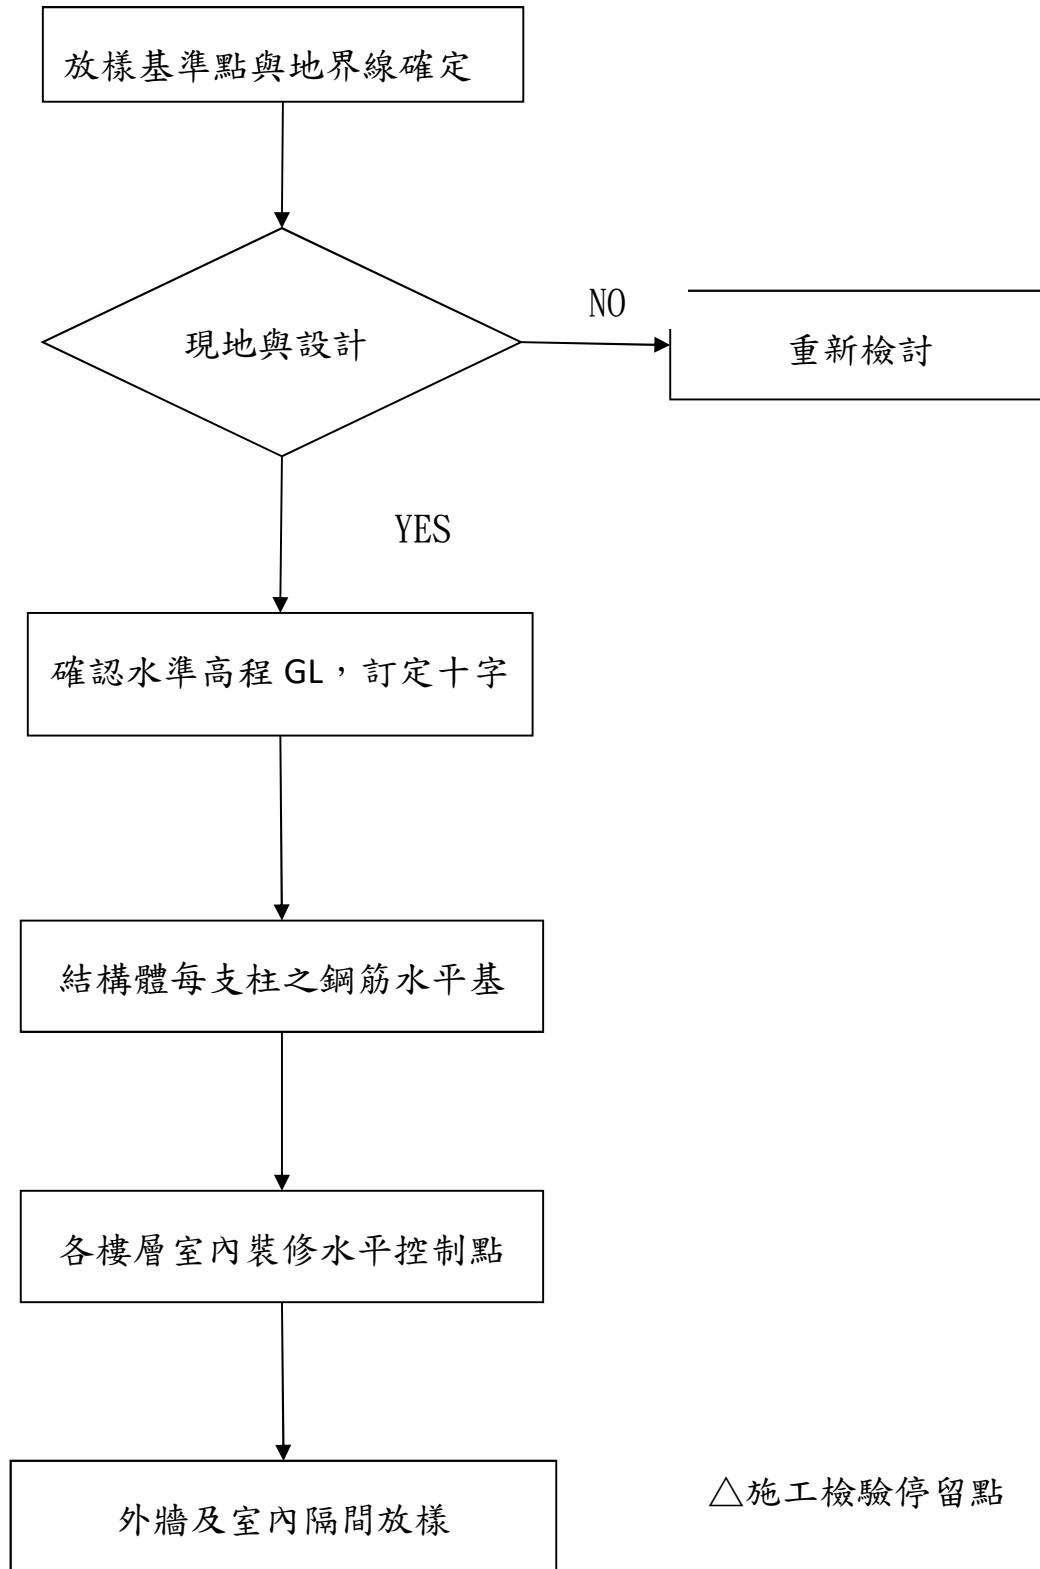 放樣基準點與地界線確定
現地與設計
NO
重新檢討
YES
確認水準高程 GL，訂定十字
結構體每支柱之鋼筋水平基
各樓層室內裝修水平控制點
外牆及室內隔間放樣
△施工檢驗停留點